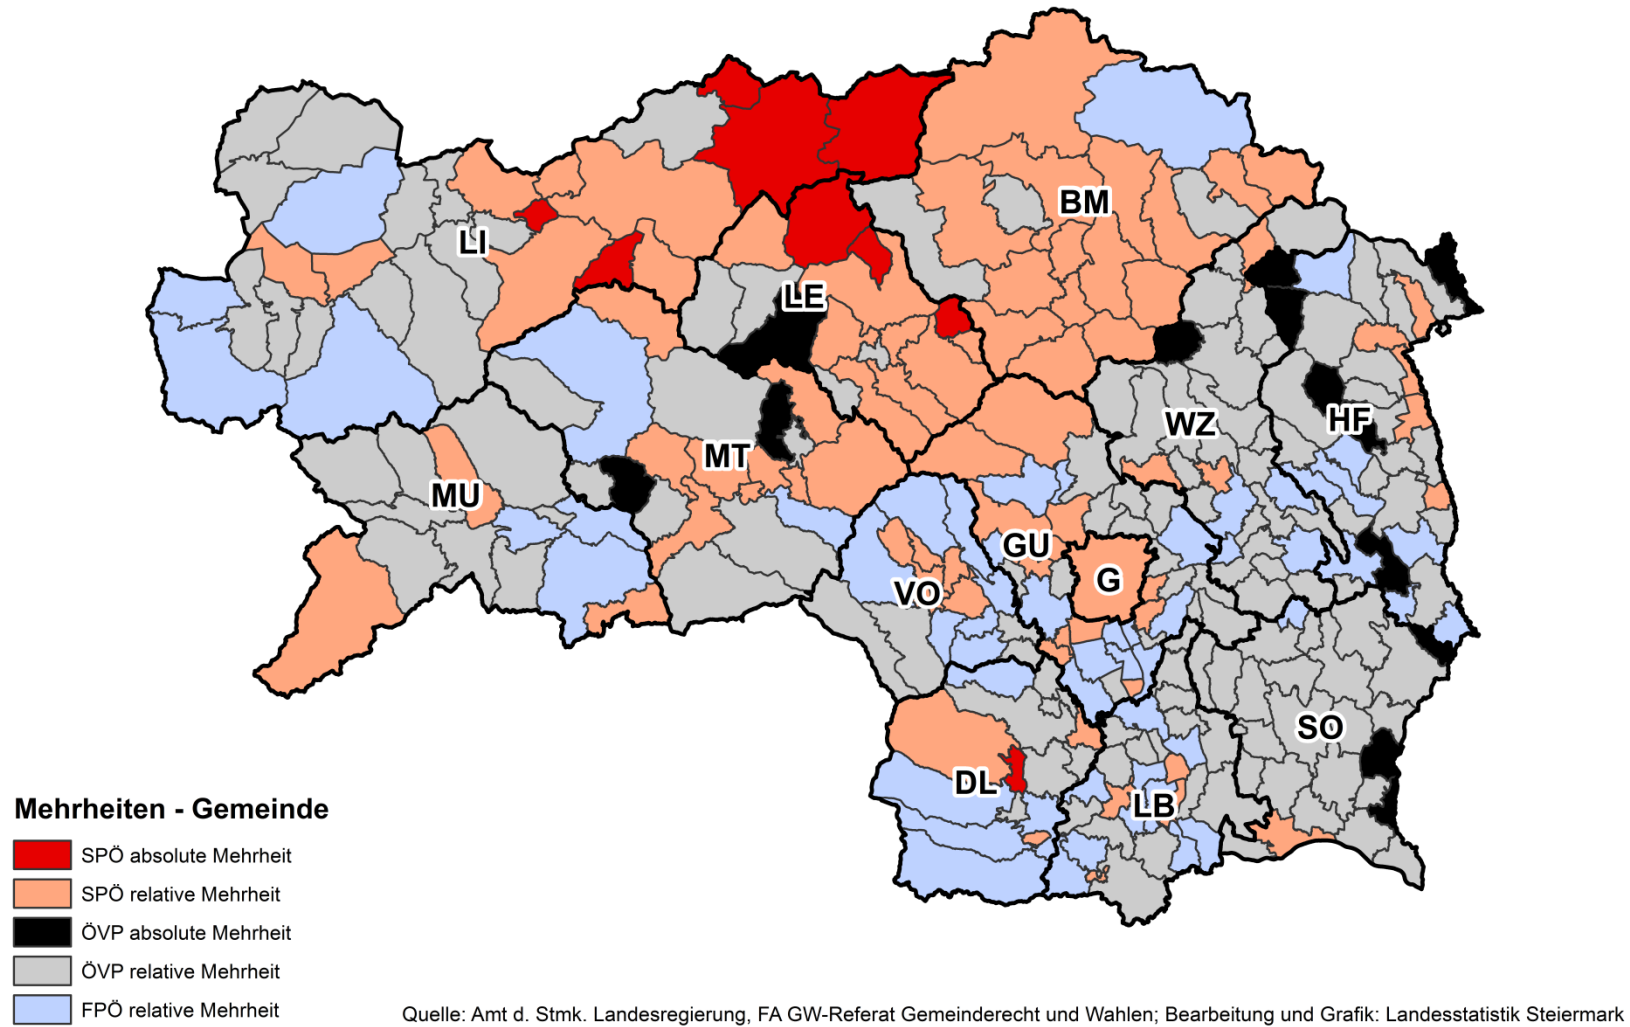 BM
LI
LE
WZ
HF
MT
MU
GU
G
VO
SO
DL
LB
Mehrheiten - Gemeinde
SPÖ absolute Mehrheit
SPÖ relative Mehrheit
ÖVP absolute Mehrheit
ÖVP relative Mehrheit
FPÖ relative Mehrheit
Quelle: Amt d. Stmk. Landesregierung, FA GW-Referat Gemeinderecht und Wahlen; Bearbeitung und Grafik: Landesstatistik Steiermark